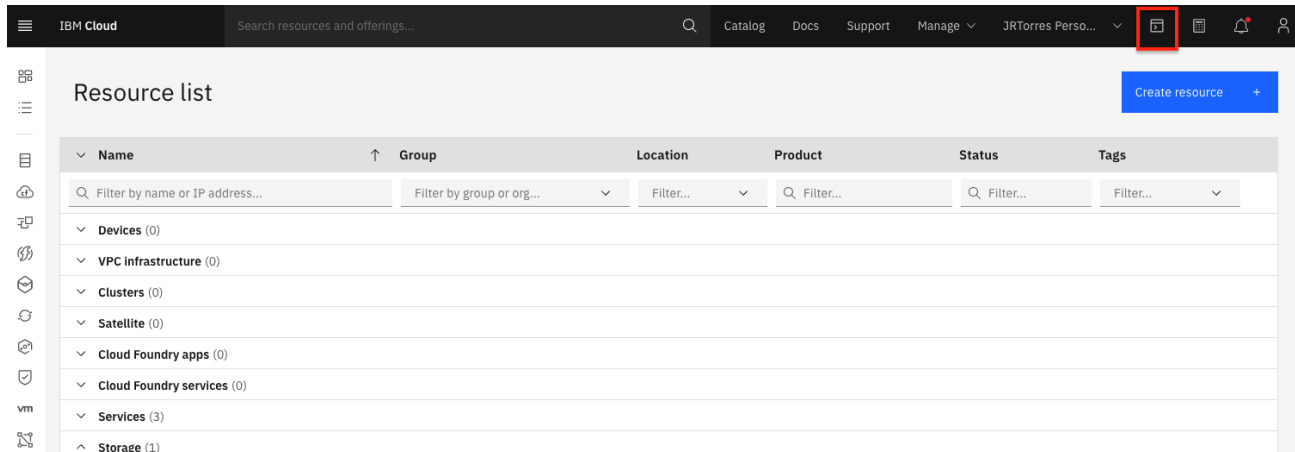 IBM Cloud
Search resources and offerings...
Catalog
Docs
Support
Manage
JRTorres Perso...
Resource list
Create resource +
Name
Group
Location
Product
Status
Tags
Filter by name or IP address...
Filter by group or org...
Filter...
Filter...
Filter...
Filter...
Devices (0)
VPC infrastructure (0)
Clusters (0)
Satellite (0)
Cloud Foundry apps (0)
Cloud Foundry services (0)
vm
Services (3)
Storage (1)